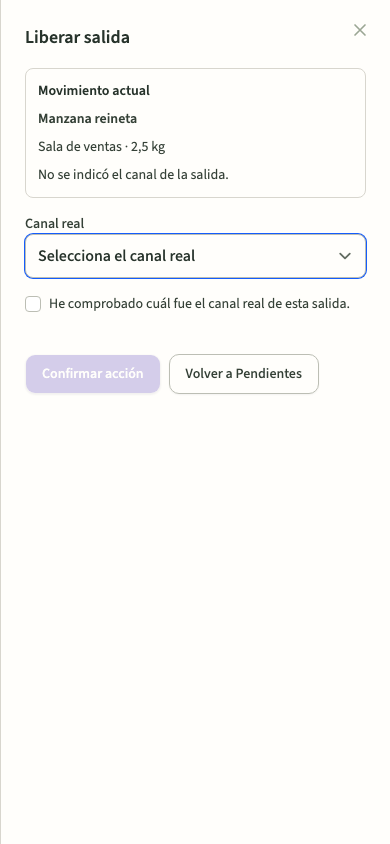 Liberar salida
Movimiento actual
Manzana reineta
Sala de ventas · 2,5 kg
No se indicó el canal de la salida.
Canal real
Selecciona el canal real
He comprobado cuál fue el canal real de esta salida.
Confirmar acción
Volver a Pendientes